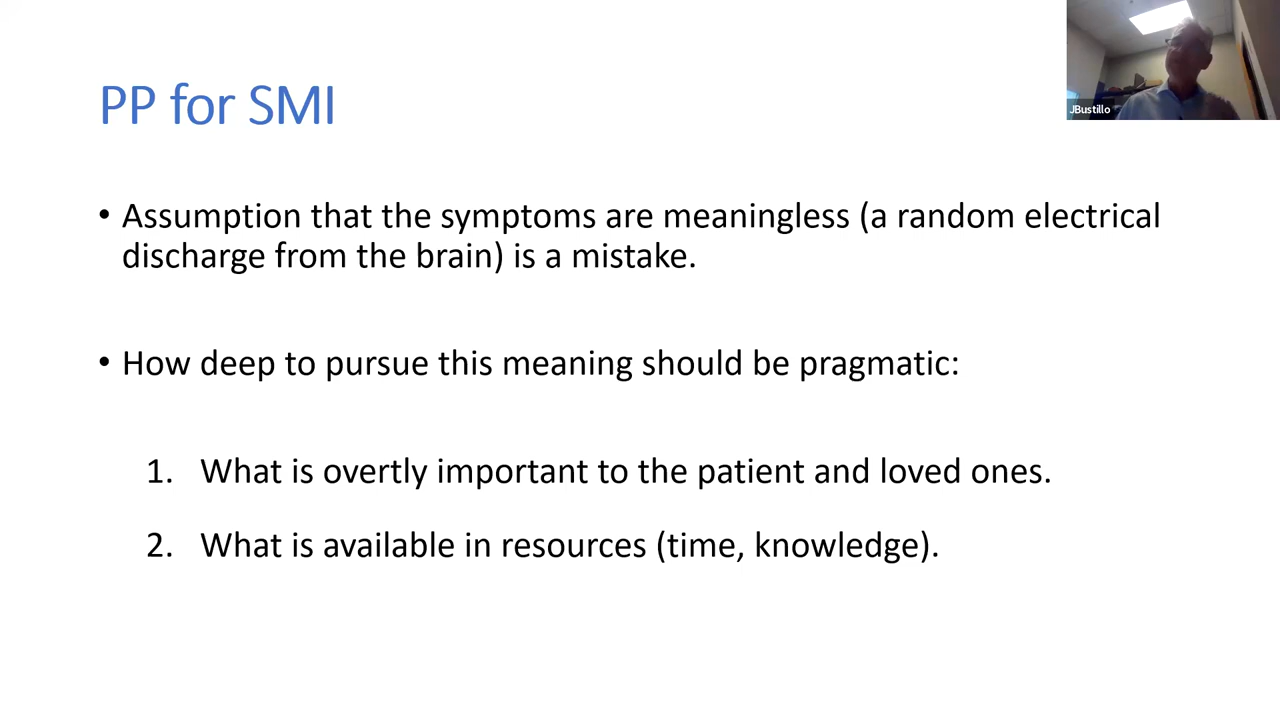 PP for SMI
JBustillo
• Assumption that the symptoms are meaningless (a random electrical
discharge from the brain) is a mistake.
• How deep to pursue this meaning should be pragmatic:
1. What is overtly important to the patient and loved ones.
2. What is available in resources (time, knowledge).